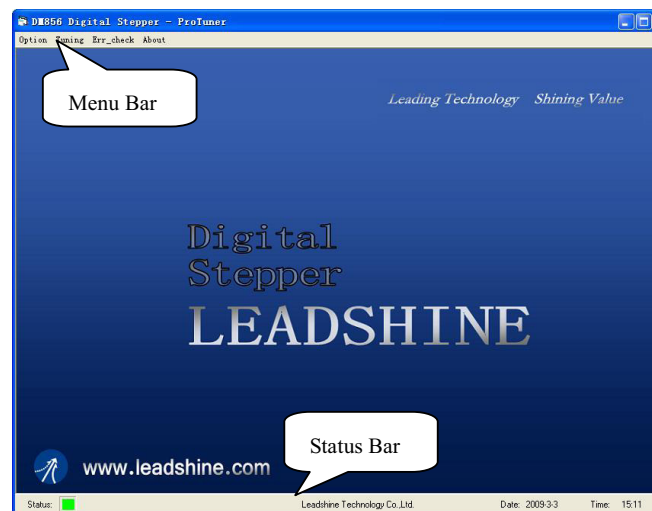 DM856 Digital Stepper - ProTuner
Option Tuning Err_check About
Menu Bar
Leading Technology Shining Value
Digital
Stepper
LEADSHINE
Status Bar
www.leadshine.com
Status: Leadshine Technology Co.,Ltd. Date: 2009-3-3 Time: 15:11